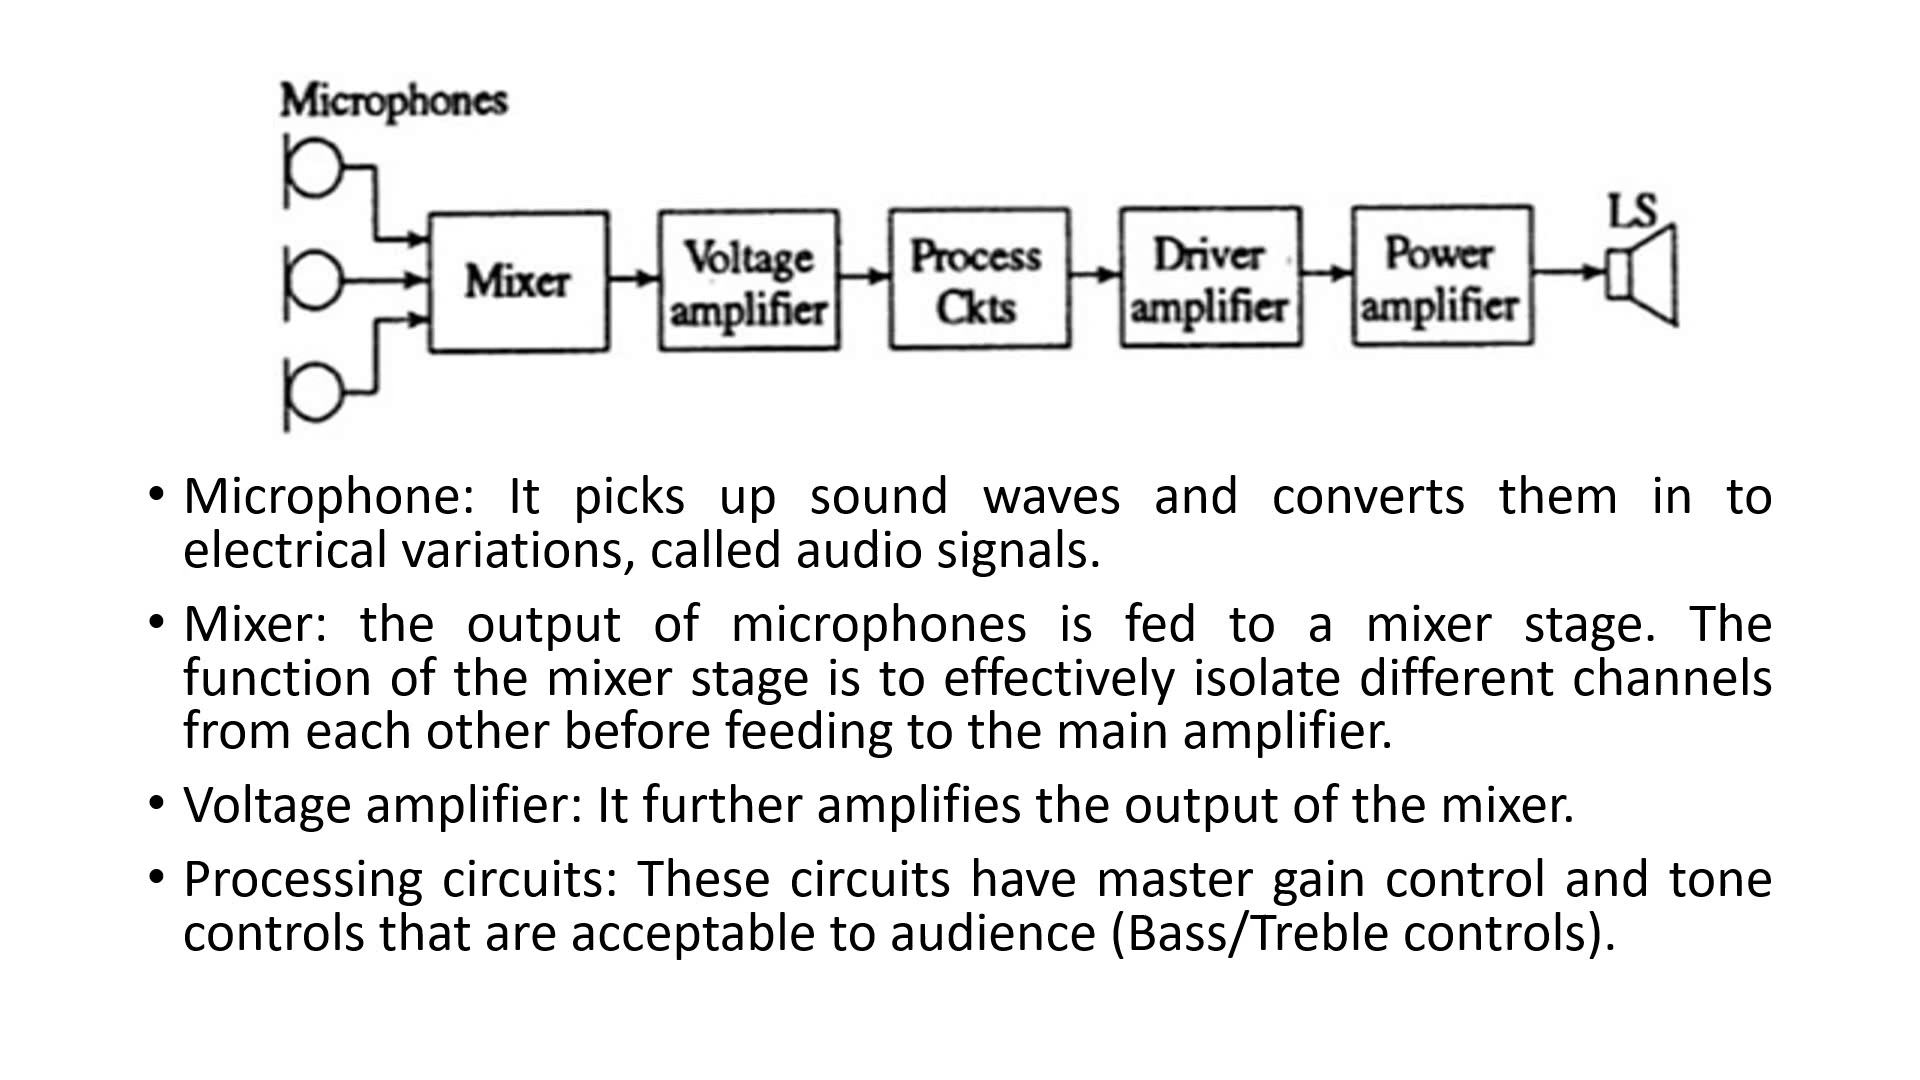 Microphones
LS
Mixer
Voltage
amplifier
Process
Ckts
Driver
amplifier
Power
amplifier
• Microphone: It picks up sound waves and converts them in to
electrical variations, called audio signals.
• Mixer: the output of microphones is fed to a mixer stage. The
function of the mixer stage is to effectively isolate different channels
from each other before feeding to the main amplifier.
• Voltage amplifier: It further amplifies the output of the mixer.
• Processing circuits: These circuits have master gain control and tone
controls that are acceptable to audience (Bass/Treble controls).